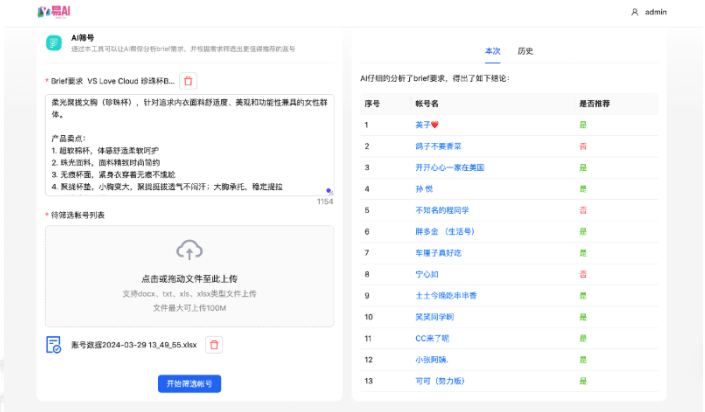 易AI
admin
AI筛号
通过本工具可以让AI帮你分析brief需求，并根据需求筛选出更值得推荐的账号
* Brief要求 VS Love Cloud 珍珠杯B...
柔光聚拢文胸（珍珠杯），针对追求内衣面料舒适度、美观和功能性兼具的女性群
体。
产品卖点：
1. 超软棉杯，体感舒适柔软呵护
2. 珠光面料，面料精致时尚简约
3. 无痕杯面，紧身衣穿着无痕不尴尬
4. 聚拢杯垫，小胸变大，聚拢挺拔透气不闷汗；大胸承托，稳定提拉
1154
* 待筛选帐号列表
点击或拖动文件至此上传
支持docx、txt、xls、xlsx类型文件上传
文件最大可上传100M
账号数据2024-03-29 13_49_55.xlsx
开始筛选帐号
本次 历史
AI仔细的分析了brief要求，得出了如下结论：
序号 帐号名 是否推荐
1 英子❤ 是
2 鸽子不要香菜 否
3 开开心心一家在美国 是
4 孙 悦 是
5 不知名的程同学 否
6 胖多金 （生活号） 是
7 车厘子真好吃 是
8 宁心如 否
9 土土今晚吃串串香 是
10 笑笑同学啊 是
11 CC来了呢 是
12 小张阿姨. 是
13 可可（努力版） 是